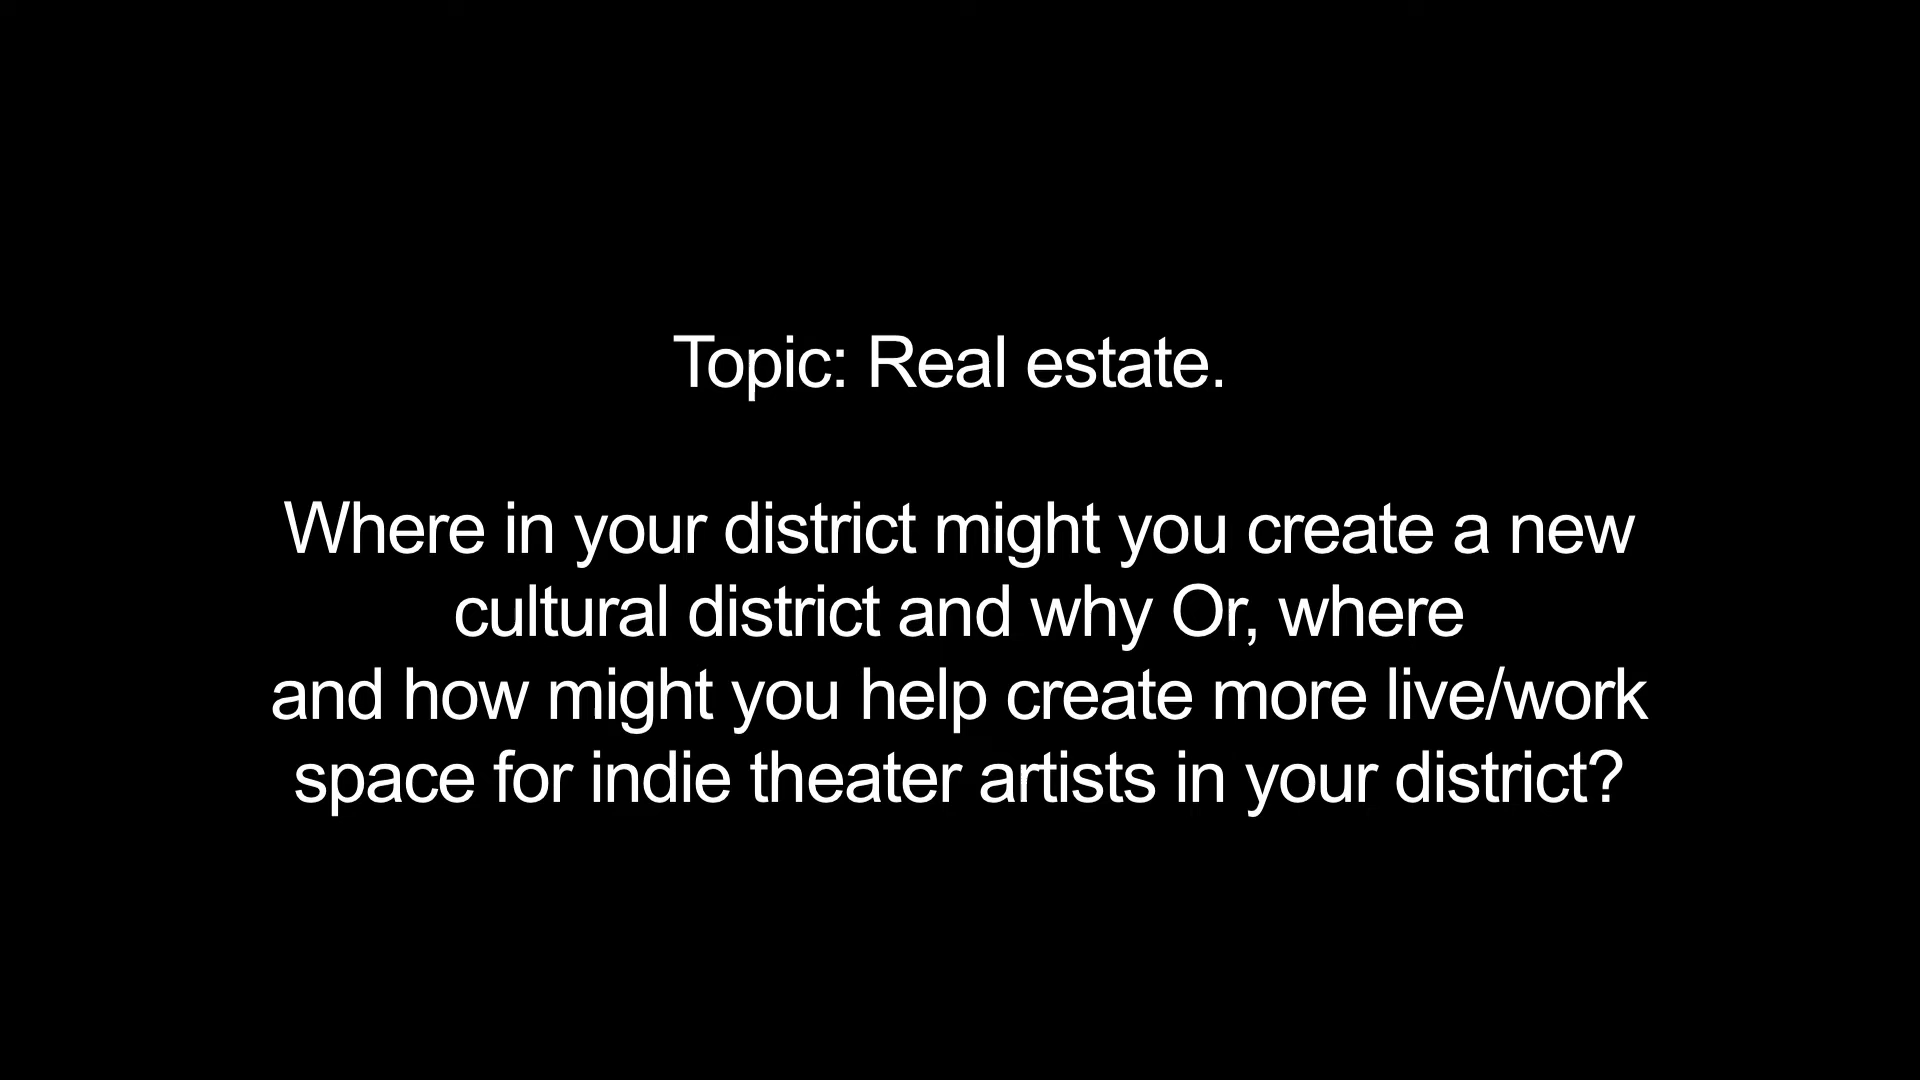 Topic: Real estate.
Where in your district might you create a new
cultural district and why Or, where
and how might you help create more live/work
space for indie theater artists in your district?